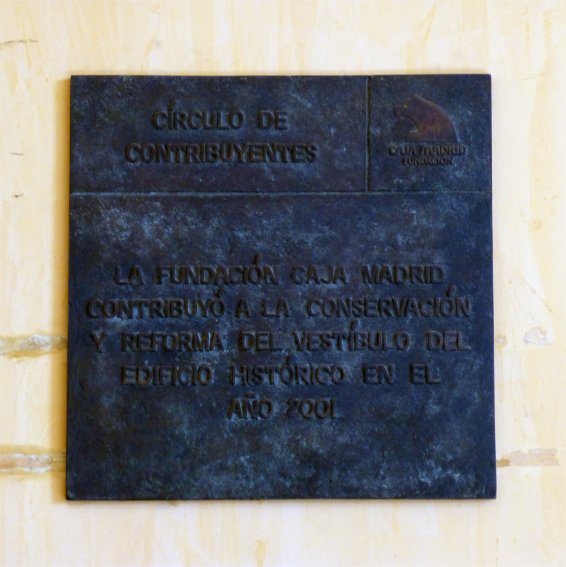 CÍRCULO DE
CONTRIBUYENTES
CAJA MADRID
FUNDACIÓN
LA FUNDACIÓN CAJA MADRID
CONTRIBUYÓ A LA CONSERVACIÓN
Y REFORMA DEL VESTÍBULO DEL
EDIFICIO HISTÓRICO EN EL
AÑO 2001